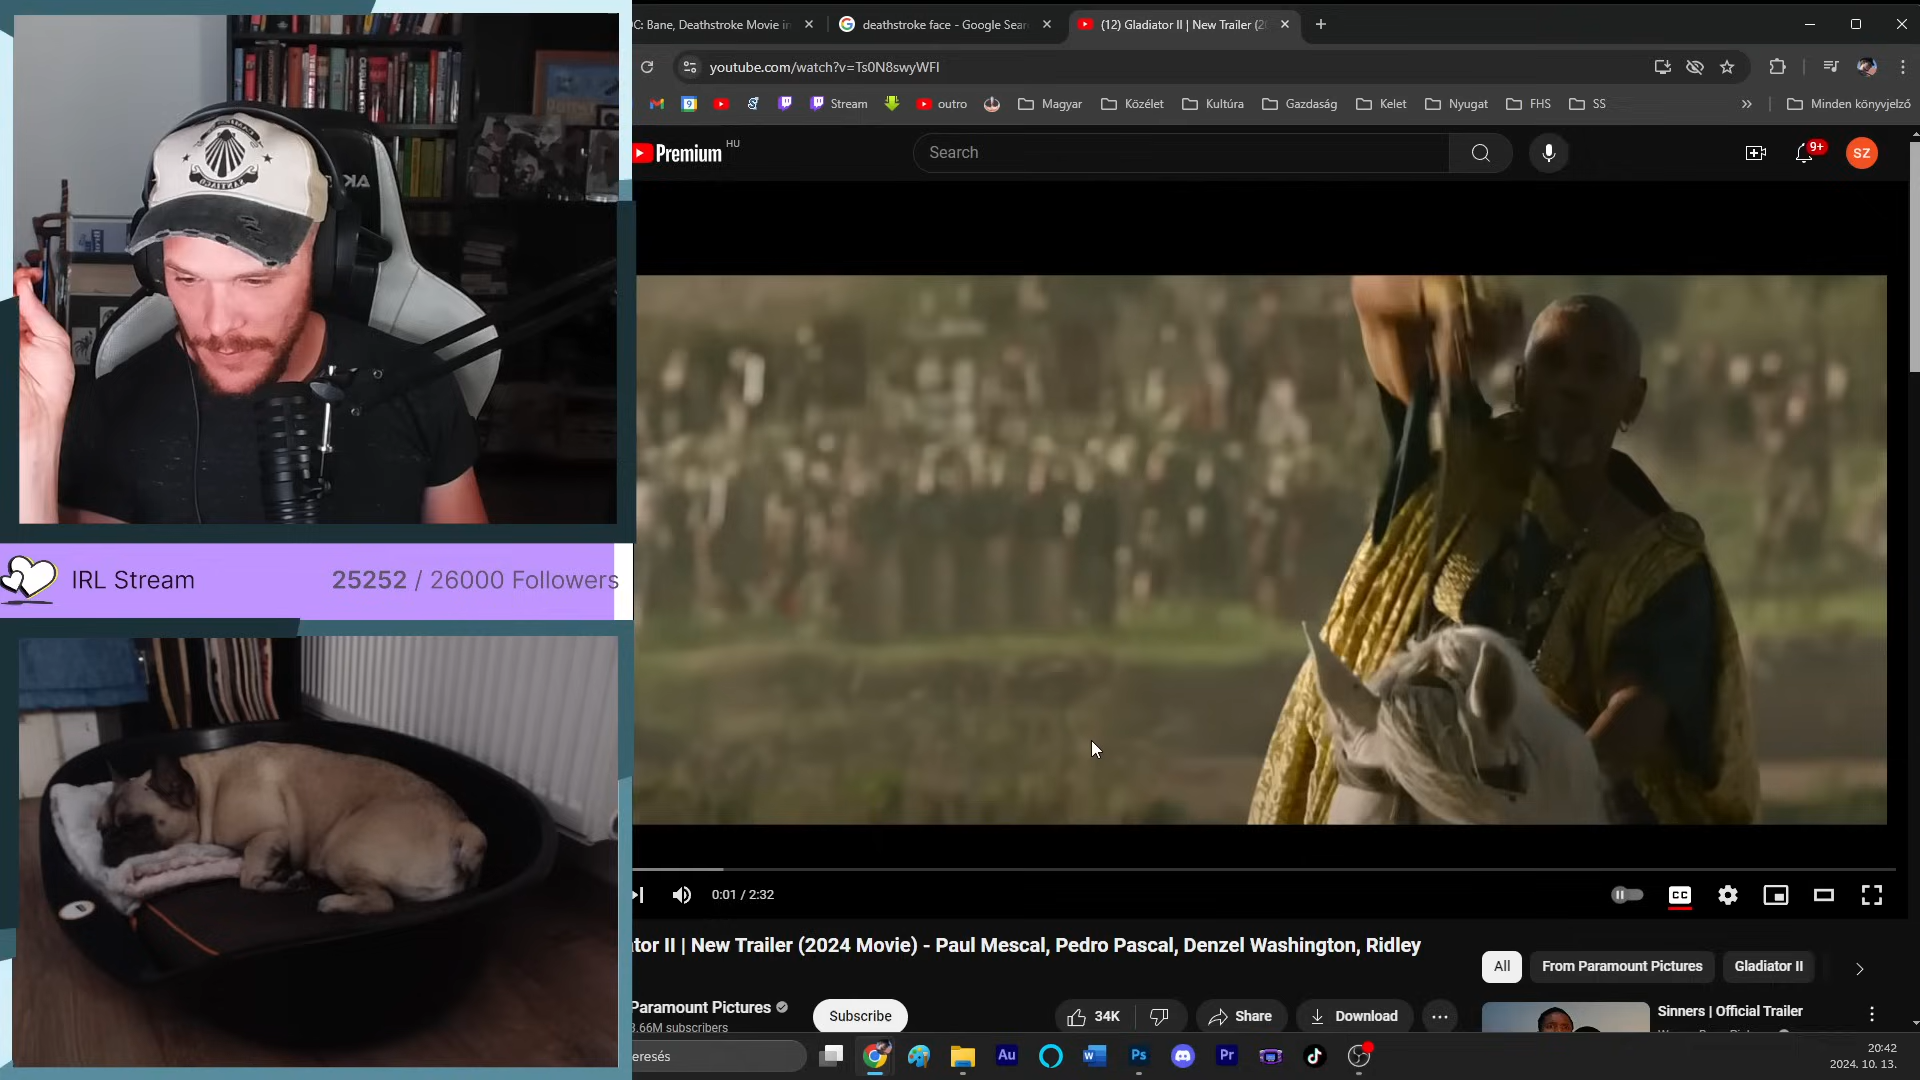 C: Bane, Deathstroke Movie in
deathstroke face - Google Sear
(12) Gladiator II | New Trailer (2
youtube.com/watch?v=Ts0N8swyWFI
Stream
outro
Magyar
Közélet
Kultúra
Gazdaság
Kelet
Nyugat
FHS
SS
Minden könyvjelző
Premium HU
Search
9+
SZ
IRL Stream
25252 / 26000 Followers
0:01 / 2:32
CC
tor II | New Trailer (2024 Movie) - Paul Mescal, Pedro Pascal, Denzel Washington, Ridley
All
From Paramount Pictures
Gladiator II
Paramount Pictures
3.66M subscribers
Subscribe
34K
Share
Download
Sinners | Official Trailer
eresés
Au
W
Ps
Pr
20:42
2024. 10. 13.